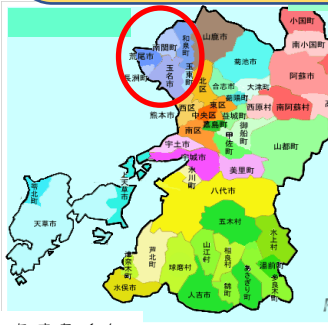 小国町
南関町
和水町
山鹿市
南小国町
荒尾市
菊池市
玉名市
玉東町
阿蘇市
長洲町
北区
合志市
大津町
菊陽町
西区
東区
西原村
南阿蘇村
熊本市
中央区
益城町
南区
嘉島町
御船町
甲佐町
宇土市
山都町
宇城市
美里町
氷川町
上天草市
苓北町
八代市
天草市
五木村
水上村
芦北町
津奈木町
山江村
相良村
球磨村
湯前町
多良木町
あさぎり町
錦町
水俣市
人吉市